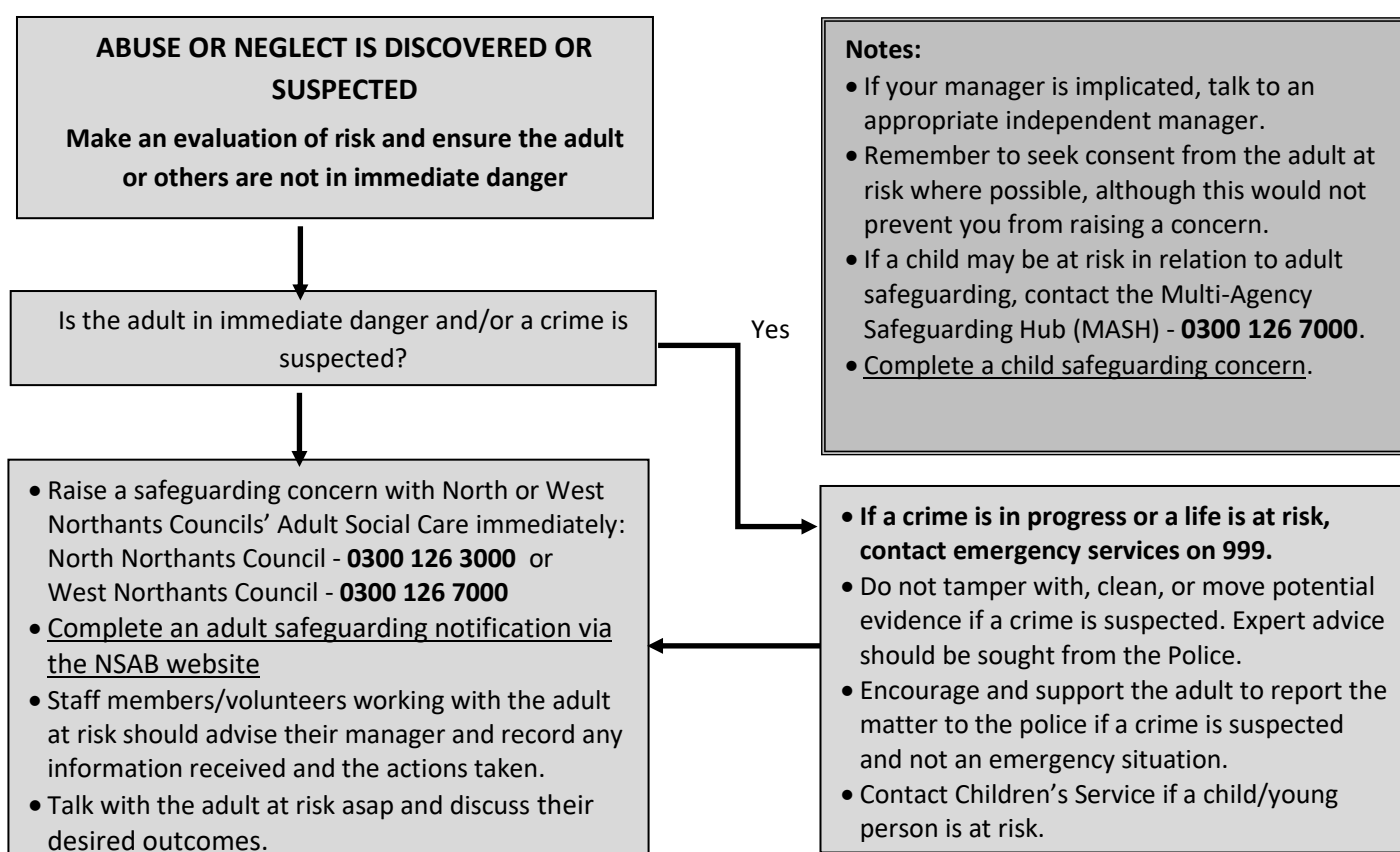 ABUSE OR NEGLECT IS DISCOVERED OR
SUSPECTED
Make an evaluation of risk and ensure the adult
or others are not in immediate danger
Notes:
• If your manager is implicated, talk to an
appropriate independent manager.
• Remember to seek consent from the adult at
risk where possible, although this would not
prevent you from raising a concern.
• If a child may be at risk in relation to adult
safeguarding, contact the Multi-Agency
Safeguarding Hub (MASH) - 0300 126 7000.
• Complete a child safeguarding concern.
Is the adult in immediate danger and/or a crime is
suspected?
Yes
• Raise a safeguarding concern with North or West
Northants Councils’ Adult Social Care immediately:
North Northants Council - 0300 126 3000 or
West Northants Council - 0300 126 7000
• Complete an adult safeguarding notification via
the NSAB website
• Staff members/volunteers working with the adult
at risk should advise their manager and record any
information received and the actions taken.
• Talk with the adult at risk asap and discuss their
desired outcomes.
• If a crime is in progress or a life is at risk,
contact emergency services on 999.
• Do not tamper with, clean, or move potential
evidence if a crime is suspected. Expert advice
should be sought from the Police.
• Encourage and support the adult to report the
matter to the police if a crime is suspected
and not an emergency situation.
• Contact Children’s Service if a child/young
person is at risk.